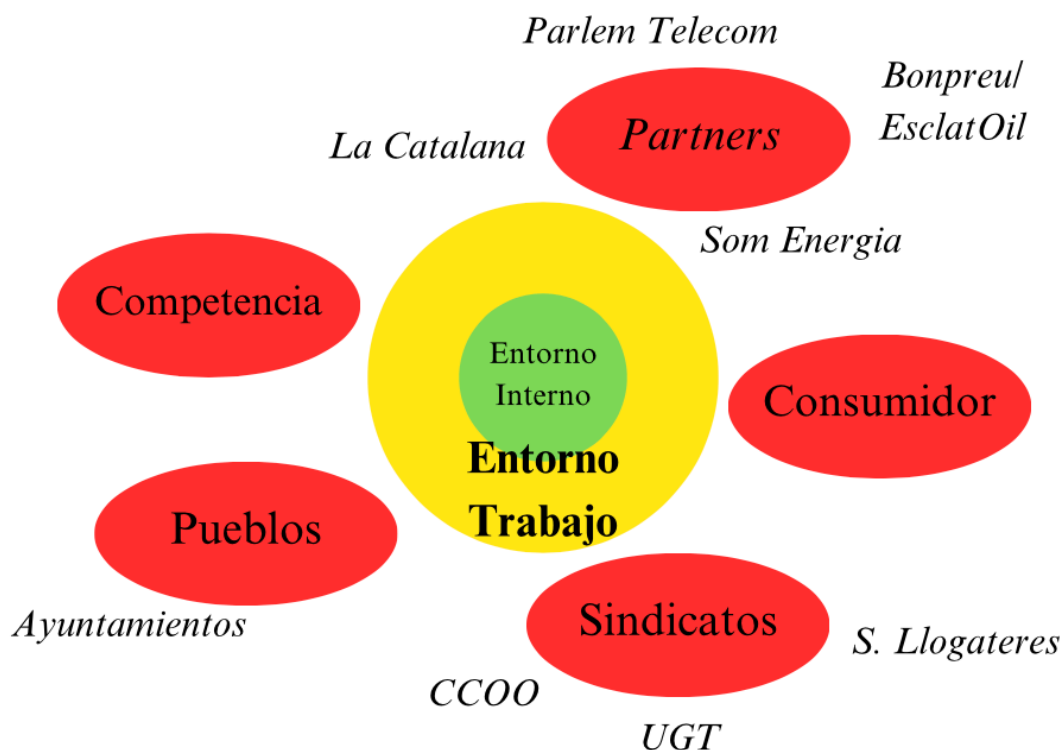 Parlem Telecom
Bonpreu/
EsclatOil
Partners
La Catalana
Som Energia
Competencia
Entorno
Interno
Consumidor
Entorno
Trabajo
Pueblos
Ayuntamientos
Sindicatos
S. Llogateres
CCOO
UGT